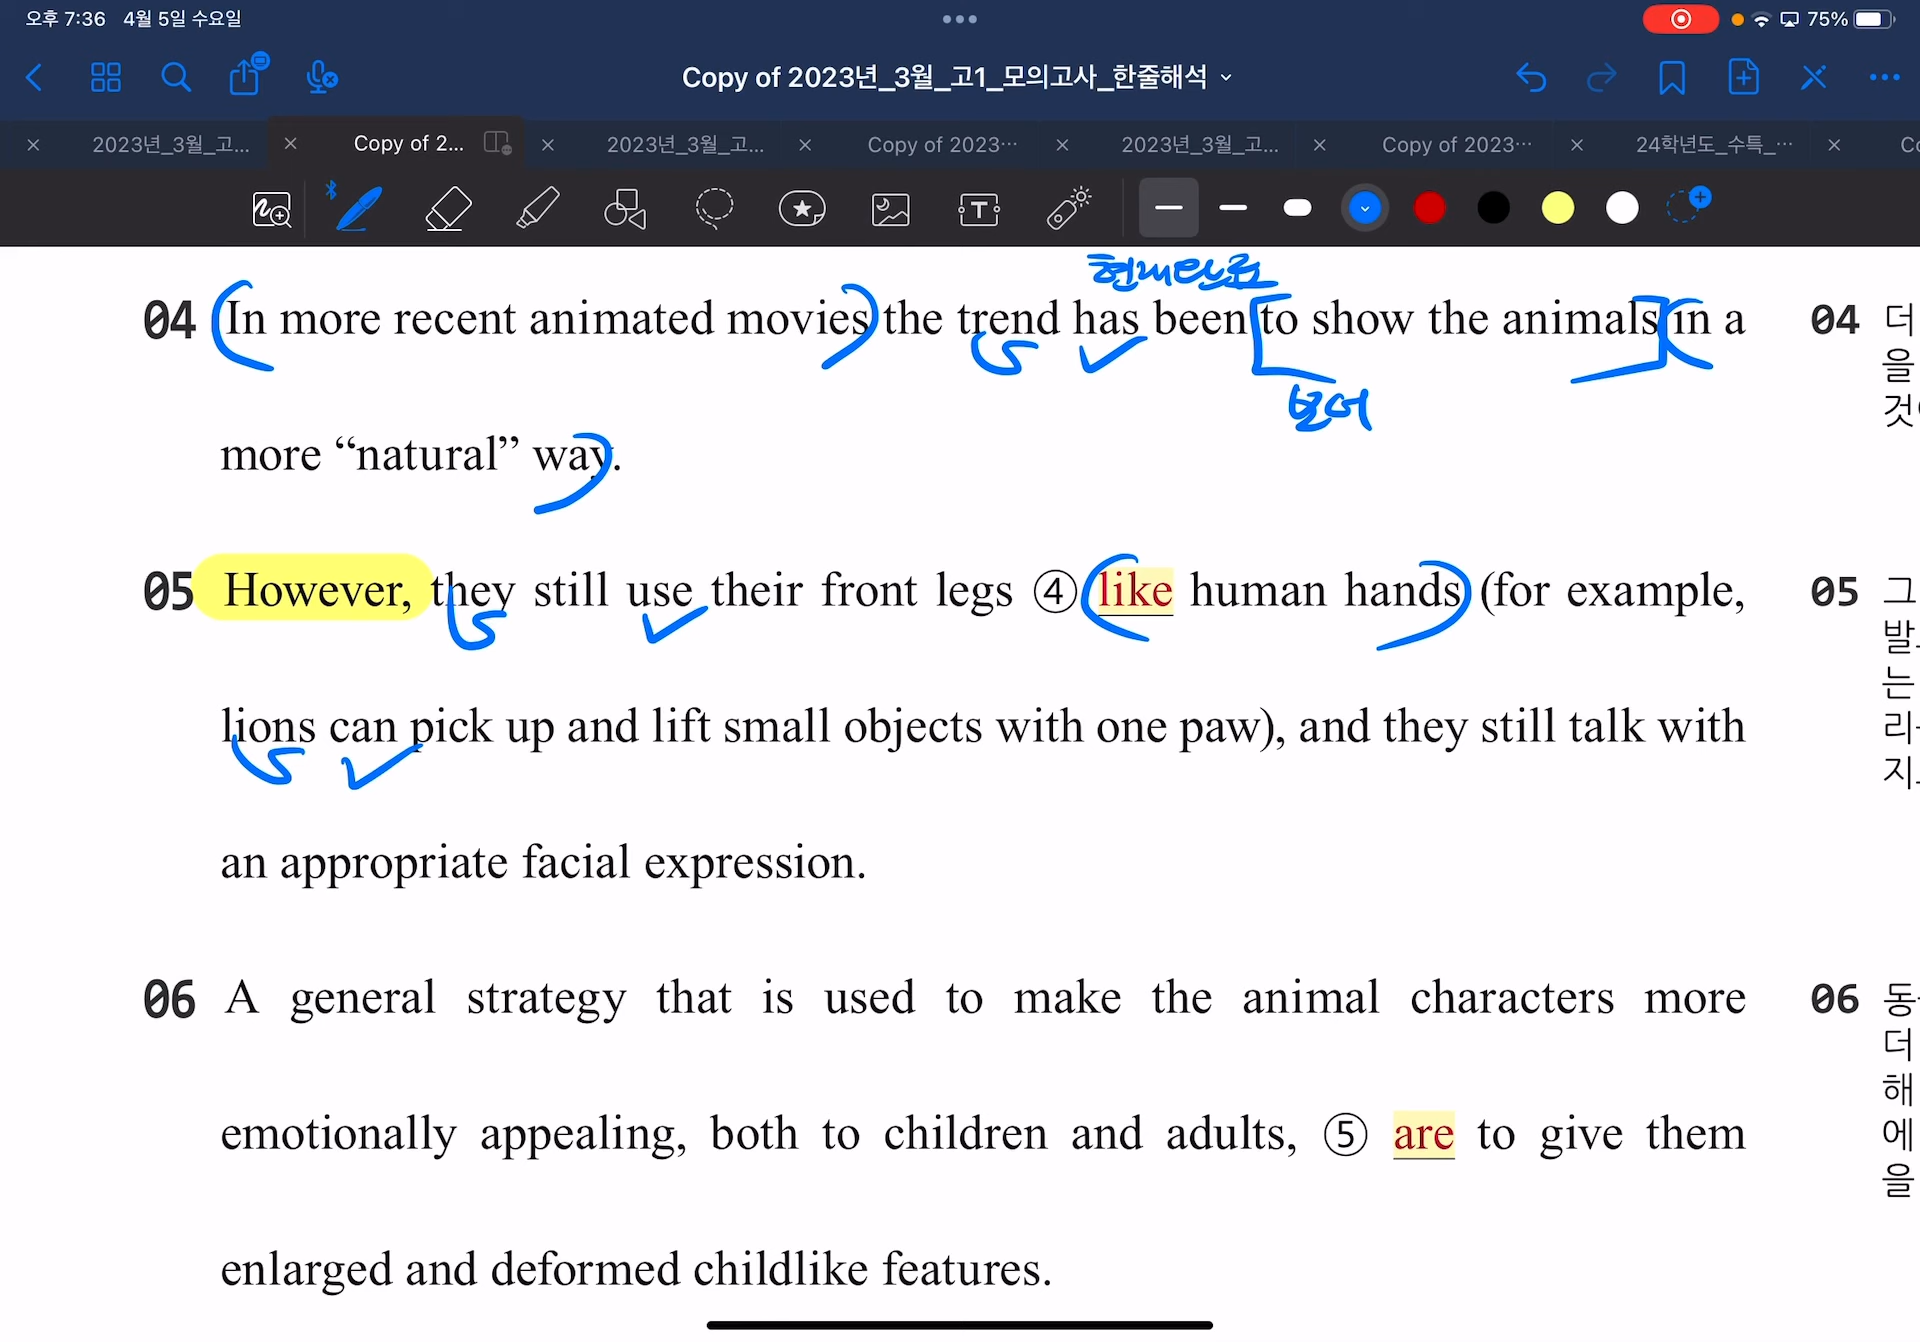 오후 7:36 4월 5일 수요일
75%
Copy of 2023년_3월_고1_모의고사_한줄해석
2023년_3월_고...
Copy of 2...
2023년_3월_고...
Copy of 2023...
2023년_3월_고...
Copy of 2023...
24학년도_수특_...
현재완료
04 In more recent animated movies the trend has been to show the animals in a
04 더
을
보어
more “natural” way.
05 However, they still use their front legs ④ like human hands (for example,
05 그
lions can pick up and lift small objects with one paw), and they still talk with
는
an appropriate facial expression.
06 A general strategy that is used to make the animal characters more
06 동
더
해
emotionally appealing, both to children and adults, ⑤ are to give them
에
을
enlarged and deformed childlike features.